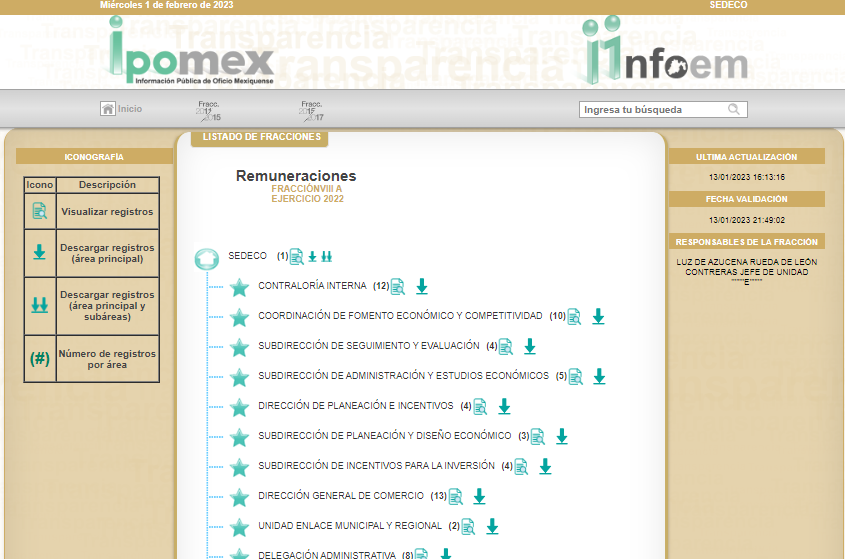 Miércoles 1 de febrero de 2023
SEDECO
ipomex
Información Pública de Oficio Mexiquense
infoem
Inicio
Fracc.
2011
2015
Fracc.
2015
2017
Ingresa tu búsqueda
ICONOGRAFÍA
Icono Descripción
Visualizar registros
Descargar registros
(área principal)
Descargar registros
(área principal y
subáreas)
(#) Número de registros
por área
LISTADO DE FRACCIONES
Remuneraciones
FRACCIÓNVIII A
EJERCICIO 2022
SEDECO (1)
CONTRALORÍA INTERNA (12)
COORDINACIÓN DE FOMENTO ECONÓMICO Y COMPETITIVIDAD (10)
SUBDIRECCIÓN DE SEGUIMIENTO Y EVALUACIÓN (4)
SUBDIRECCIÓN DE ADMINISTRACIÓN Y ESTUDIOS ECONÓMICOS (5)
DIRECCIÓN DE PLANEACIÓN E INCENTIVOS (4)
SUBDIRECCIÓN DE PLANEACIÓN Y DISEÑO ECONÓMICO (3)
SUBDIRECCIÓN DE INCENTIVOS PARA LA INVERSIÓN (4)
DIRECCIÓN GENERAL DE COMERCIO (13)
UNIDAD ENLACE MUNICIPAL Y REGIONAL (2)
DELEGACIÓN ADMINISTRATIVA (8)
ULTIMA ACTUALIZACIÓN
13/01/2023 16:13:16
FECHA VALIDACIÓN
13/01/2023 21:49:02
RESPONSABLES DE LA FRACCIÓN
LUZ DE AZUCENA RUEDA DE LEÓN
CONTRERAS JEFE DE UNIDAD
"""""E"""""